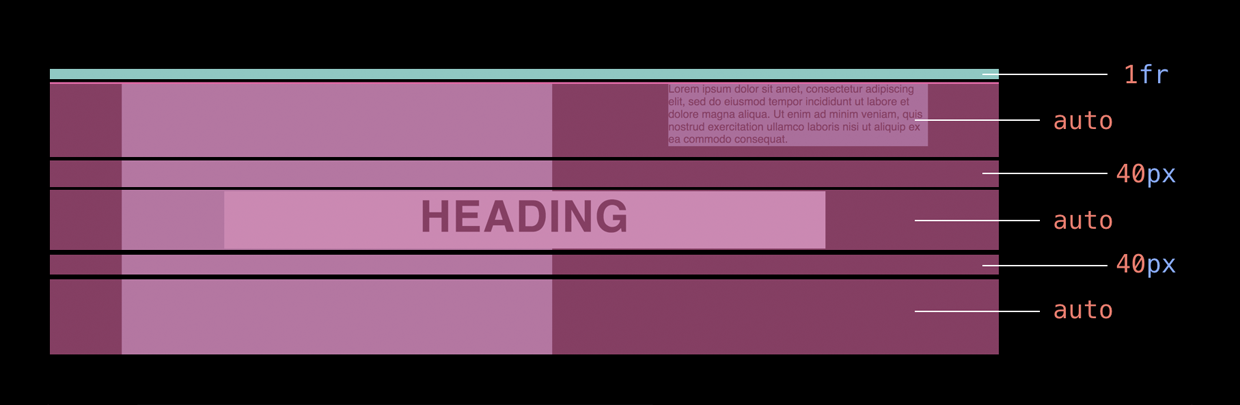 1fr
Lorem ipsum dolor sit amet, consectetur adipiscing
elit, sed do eiusmod tempor incididunt ut labore et
dolore magna aliqua. Ut enim ad minim veniam, quis
nostrud exercitation ullamco laboris nisi ut aliquip ex
ea commodo consequat.
auto
40px
HEADING
auto
40px
auto